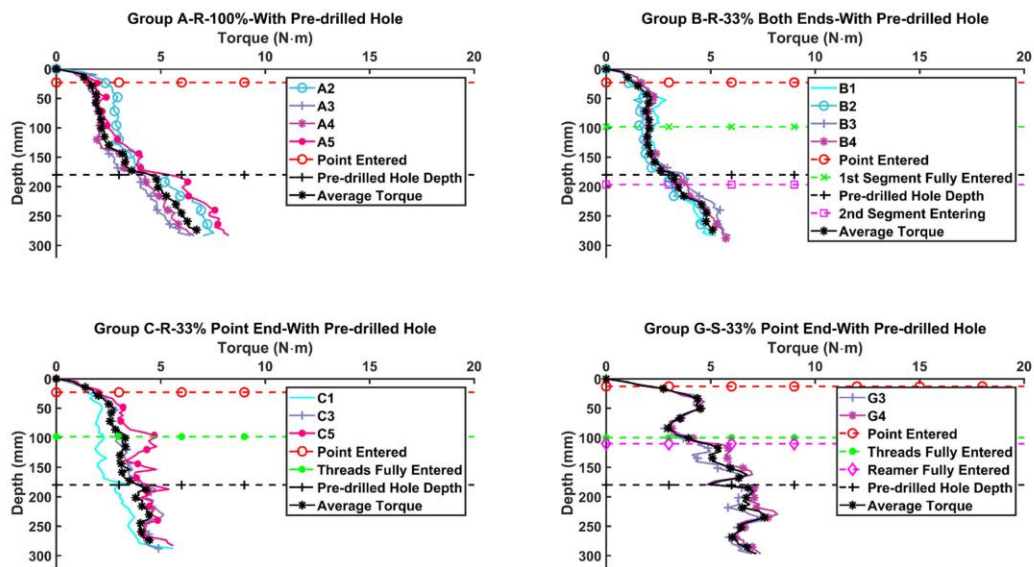 Group A-R-100%-With Pre-drilled Hole
Torque (N·m)
0 5 10 15 20
Depth (mm)
0
50
100
150
200
250
300
A2
A3
A4
A5
Point Entered
Pre-drilled Hole Depth
Average Torque
Group B-R-33% Both Ends-With Pre-drilled Hole
Torque (N·m)
0 5 10 15 20
Depth (mm)
0
50
100
150
200
250
300
B1
B2
B3
B4
Point Entered
1st Segment Fully Entered
Pre-drilled Hole Depth
2nd Segment Entering
Average Torque
Group C-R-33% Point End-With Pre-drilled Hole
Torque (N·m)
0 5 10 15 20
Depth (mm)
0
50
100
150
200
250
300
C1
C3
C5
Point Entered
Threads Fully Entered
Pre-drilled Hole Depth
Average Torque
Group G-S-33% Point End-With Pre-drilled Hole
Torque (N·m)
0 5 10 15 20
Depth (mm)
0
50
100
150
200
250
300
G3
G4
Point Entered
Threads Fully Entered
Reamer Fully Entered
Pre-drilled Hole Depth
Average Torque